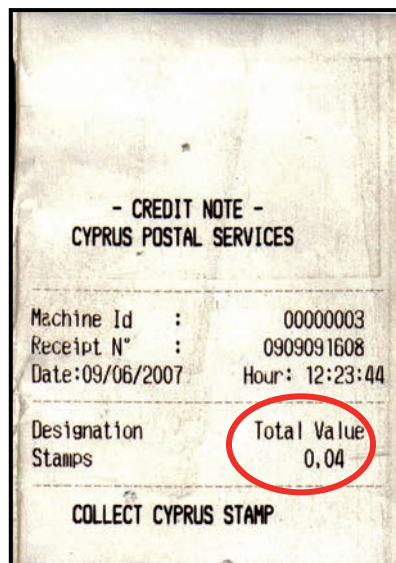 - CREDIT NOTE -
CYPRUS POSTAL SERVICES
Machine Id : 00000003
Receipt N° : 0909091608
Date:09/06/2007 Hour: 12:23:44
Designation Total Value
Stamps 0,04
COLLECT CYPRUS STAMP